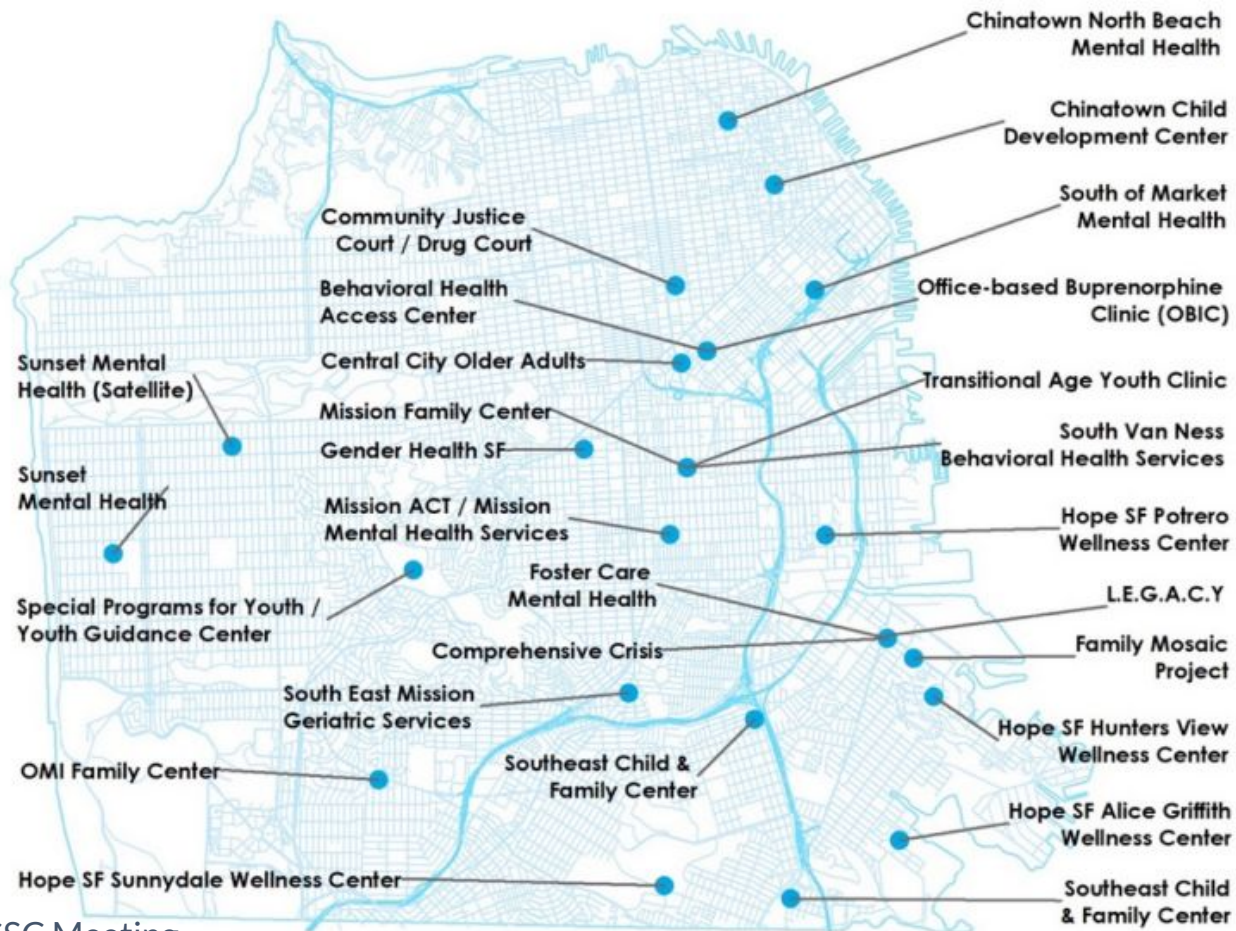 Chinatown North Beach
Mental Health
Chinatown Child
Development Center
South of Market
Mental Health
Community Justice
Court / Drug Court
Behavioral Health
Access Center
Office-based Buprenorphine
Clinic (OBIC)
Central City Older Adults
Sunset Mental
Health (Satellite)
Transitional Age Youth Clinic
Mission Family Center
Gender Health SF
South Van Ness
Behavioral Health Services
Sunset
Mental Health
Mission ACT / Mission
Mental Health Services
Hope SF Potrero
Wellness Center
Foster Care
Mental Health
L.E.G.A.C.Y
Special Programs for Youth /
Youth Guidance Center
Comprehensive Crisis
Family Mosaic
Project
South East Mission
Geriatric Services
Hope SF Hunters View
Wellness Center
OMI Family Center
Southeast Child &
Family Center
Hope SF Alice Griffith
Wellness Center
Hope SF Sunnydale Wellness Center
Southeast Child
& Family Center
Meeting